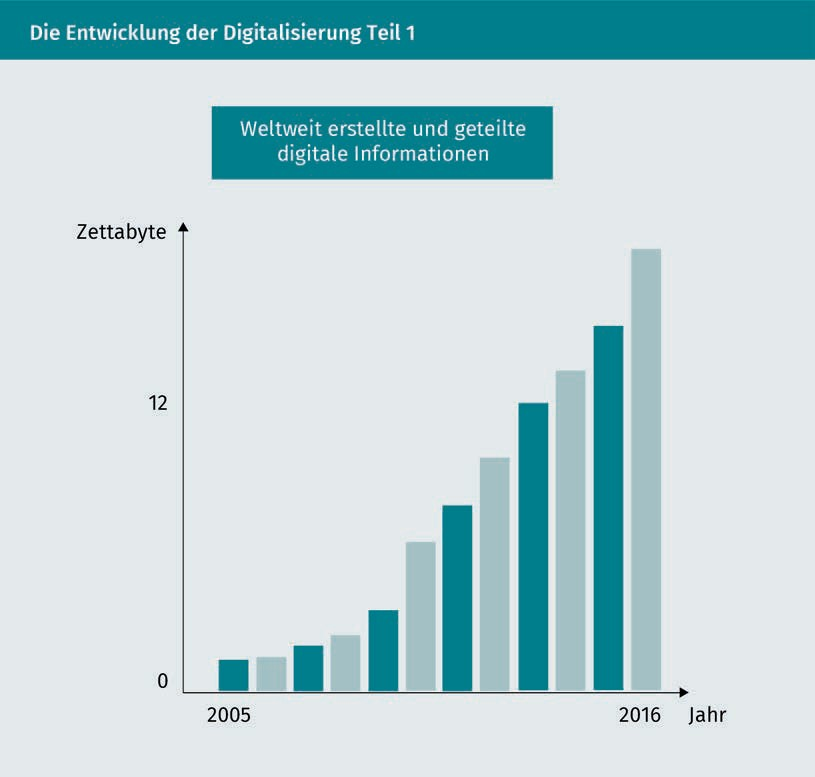 Die Entwicklung der Digitalisierung Teil 1
Weltweit erstellte und geteilte
digitale Informationen
Zettabyte
12
0
2005
2016
Jahr